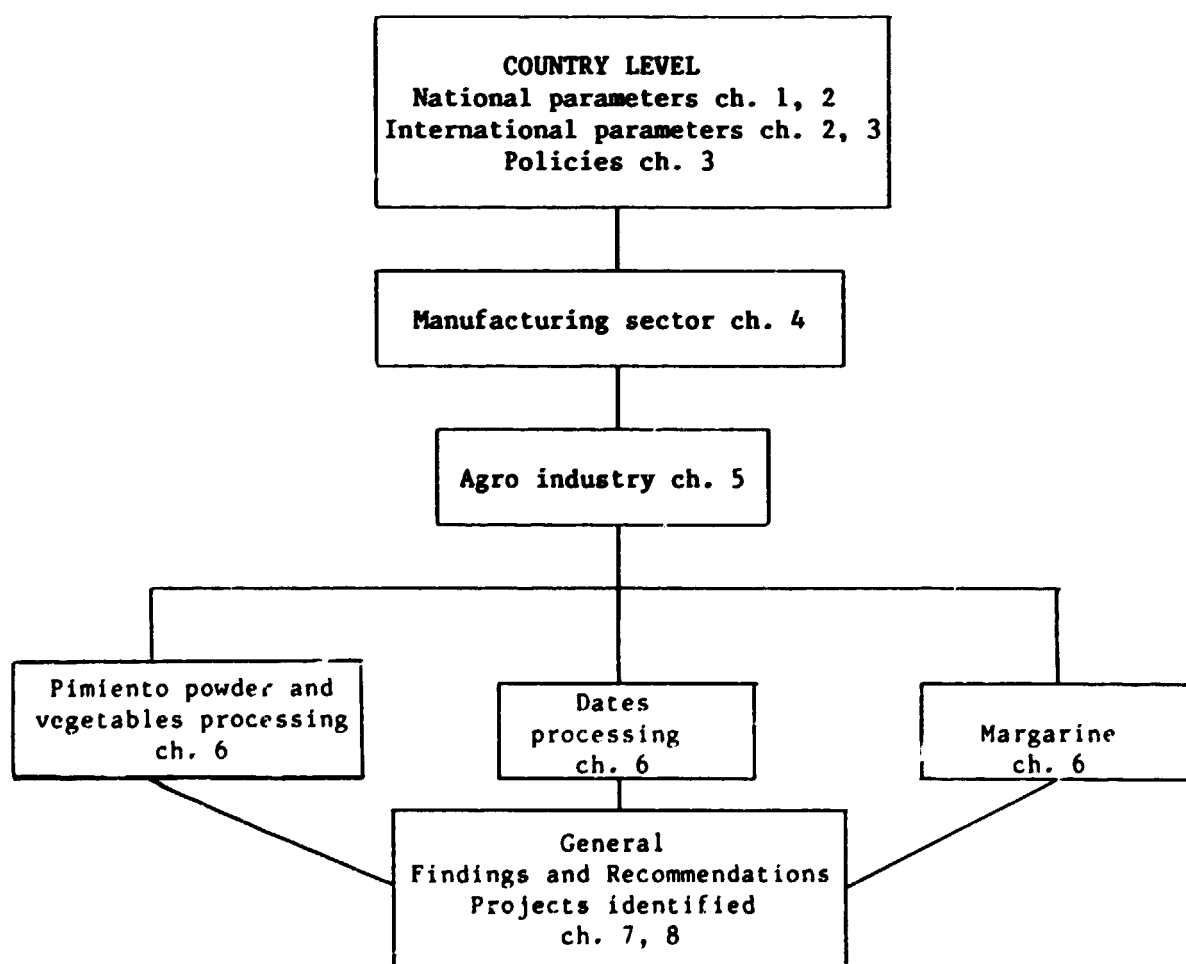 COUNTRY LEVEL
National parameters ch. 1, 2
International parameters ch. 2, 3
Policies ch. 3
Manufacturing sector ch. 4
Agro industry ch. 5
Pimiento powder and
vegetables processing
ch. 6
Dates
processing
ch. 6
Margarine
ch. 6
General
Findings and Recommendations
Projects identified
ch. 7, 8